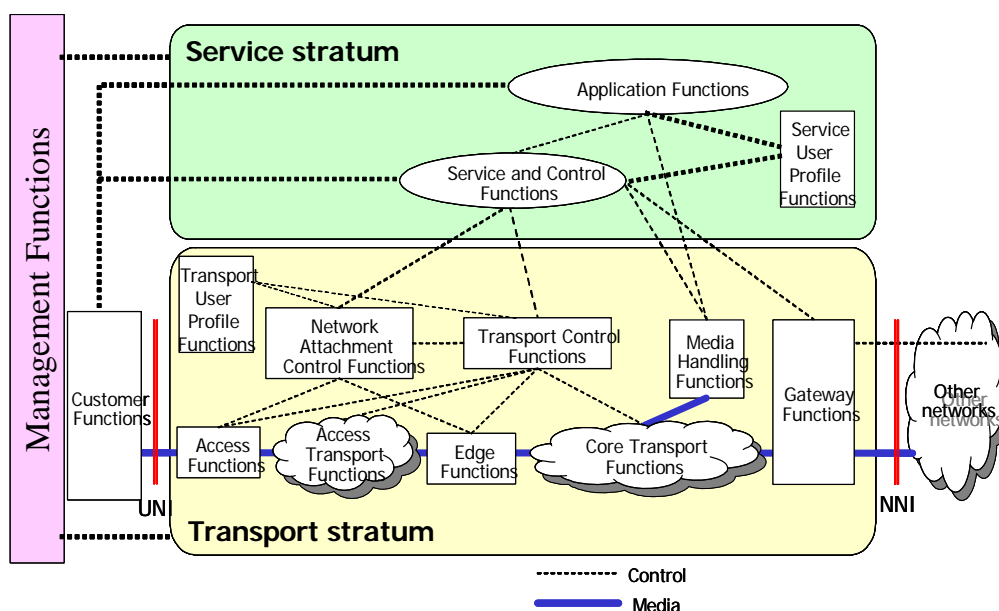 Service stratum
Application Functions
Service
User
Profile
Functions
Service and Control
Functions
Management Functions
Transport
User
Profile
Functions
Network
Attachment
Control Functions
Transport Control
Functions
Media
Handling
Functions
Gateway
Functions
Customer
Functions
Other
networks
Other
networks
Access
Functions
Access
Transport
Functions
Edge
Functions
Core Transport
Functions
UNI
NNI
Transport stratum
Control
Media